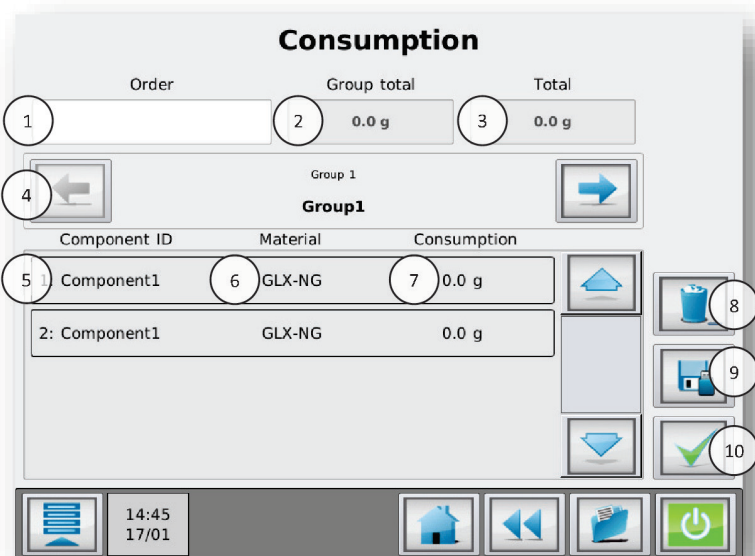 Consumption
Order Group total Total
1 2 0.0 g 3 0.0 g
Group 1
4
Group1
Component ID Material Consumption
5 1: Component1 6 GLX-NG 7 0.0 g
8
2: Component1 GLX-NG 0.0 g
9
10
14:45
17/01